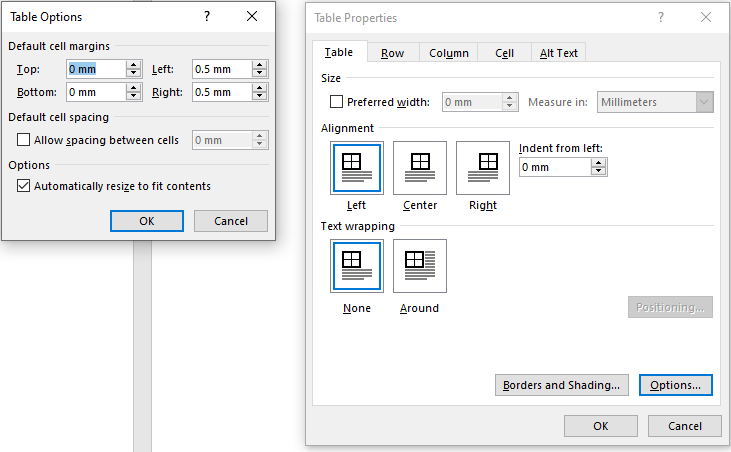 Table Options ?
Default cell margins
Top: 0 mm Left: 0.5 mm
Bottom: 0 mm Right: 0.5 mm
Default cell spacing
Allow spacing between cells 0 mm
Options
Automatically resize to fit contents
OK Cancel
Table Properties ?
Table Row Column Cell Alt Text
Size
Preferred width: 0 mm Measure in: Millimeters
Alignment
Indent from left:
0 mm
Left Center Right
Text wrapping
None Around
Positioning...
Borders and Shading... Options...
OK Cancel